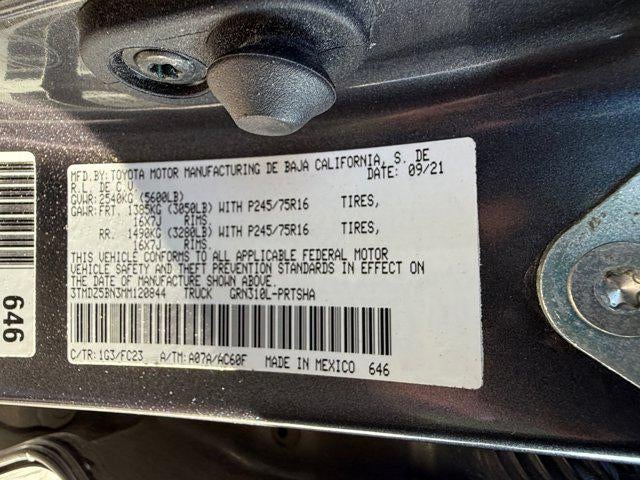 MFD.BY: TOYOTA MOTOR MANUFACTURING DE BAJA CALIFORNIA, S. DE
R.L. DE C.V. DATE: 09/21
GVWR: 2540KG (5600LB)
GAWR: FRT. 1385KG (3050LB) WITH P245/75R16 TIRES,
16X7J RIMS.
RR. 1490KG (3280LB) WITH P245/75R16 TIRES,
16X7J RIMS.
THIS VEHICLE CONFORMS TO ALL APPLICABLE FEDERAL MOTOR
VEHICLE SAFETY AND THEFT PREVENTION STANDARDS IN EFFECT ON
THE DATE OF MANUFACTURE SHOWN ABOVE.
3TMDZ5BN3MM120844 TRUCK GRN310L-PRTSHA
C/TR: 1G3/FC23 A/TM: A07A/AC60F MADE IN MEXICO 646
646